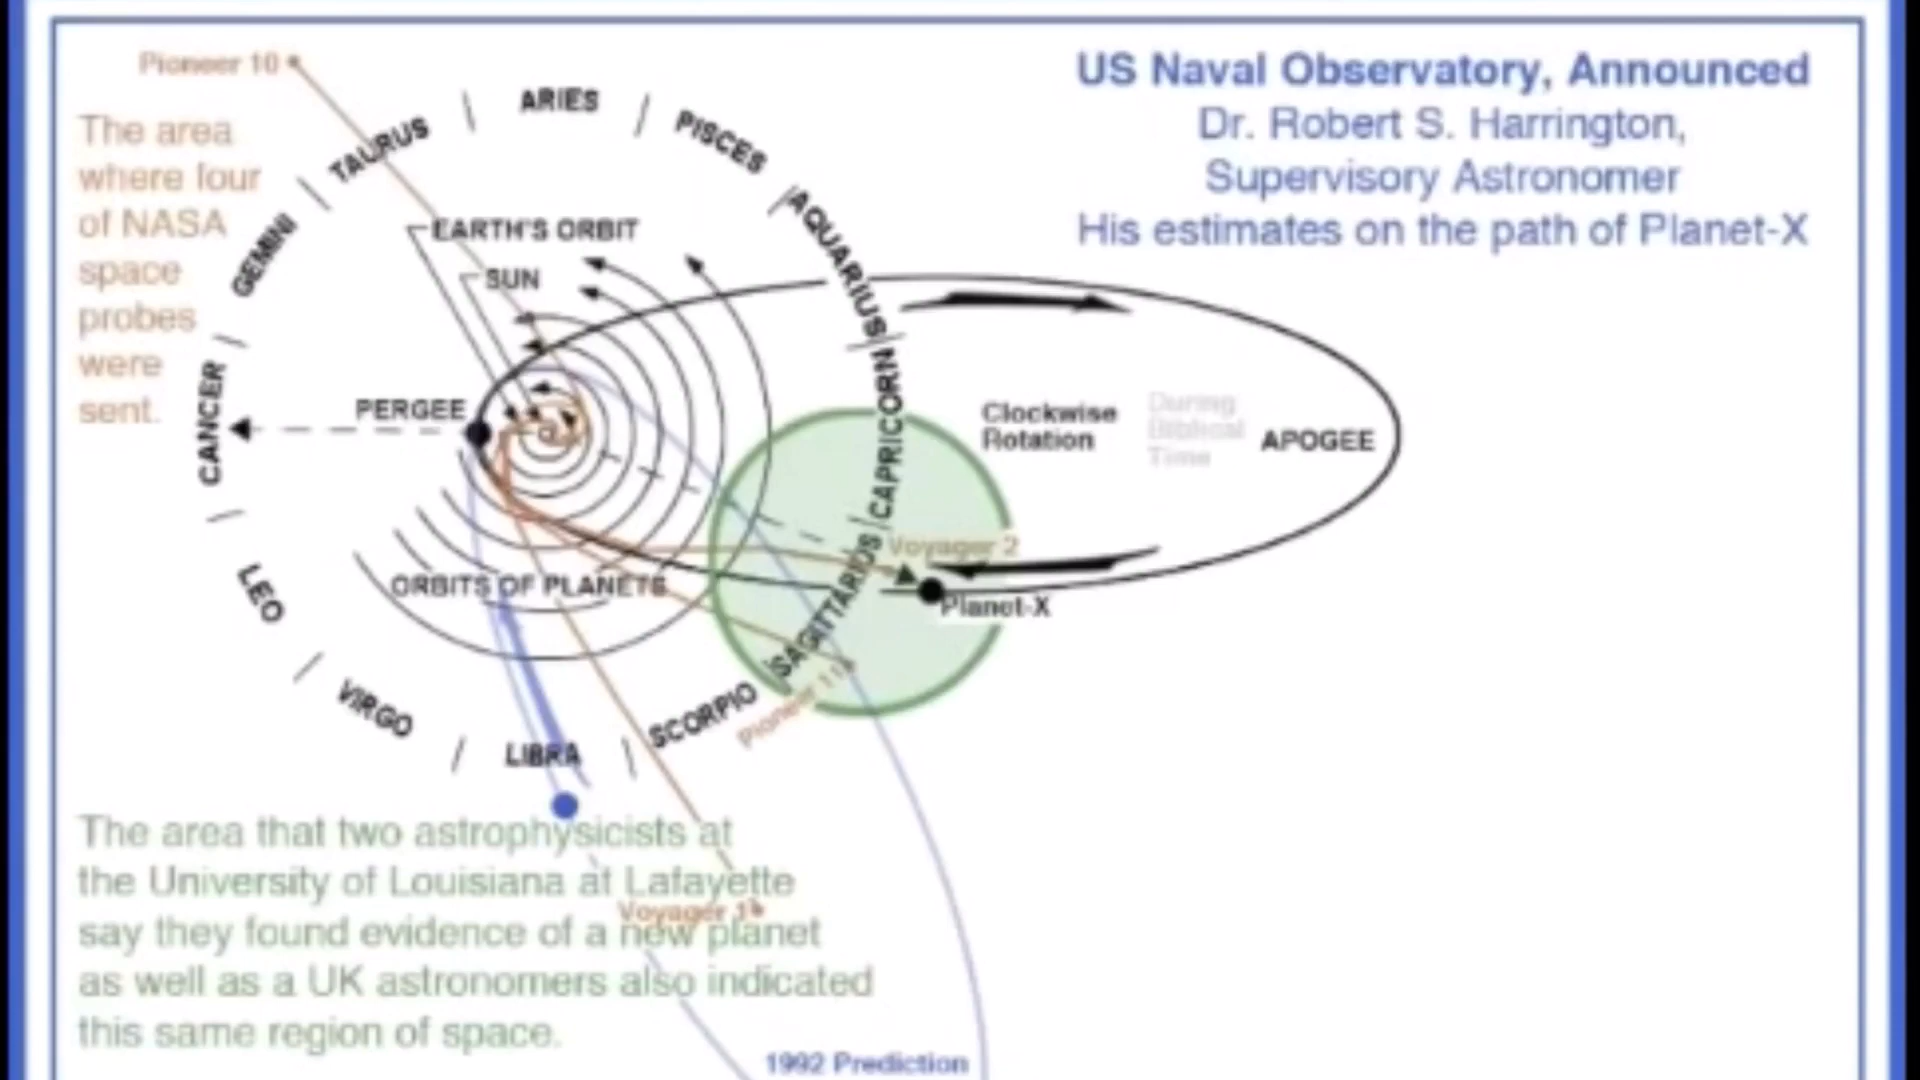 US Naval Observatory, Announced
Dr. Robert S. Harrington,
Supervisory Astronomer
His estimates on the path of Planet-X
Pioneer 10
The area
where four
of NASA
space
probes
were
sent.
ARIES
PISCES
AQUARIUS
CAPRICORN
SAGITTARIUS
SCORPIO
LIBRA
VIRGO
LEO
CANCER
GEMINI
TAURUS
EARTH'S ORBIT
SUN
PERGEE
Clockwise
Rotation
During
Biblical
Time
APOGEE
Voyager 2
Planet-X
ORBITS OF PLANETS
Pioneer 11
The area that two astrophysicists at
the University of Louisiana at Lafayette
Voyager 1
say they found evidence of a new planet
as well as a UK astronomers also indicated
this same region of space.
1992 Prediction